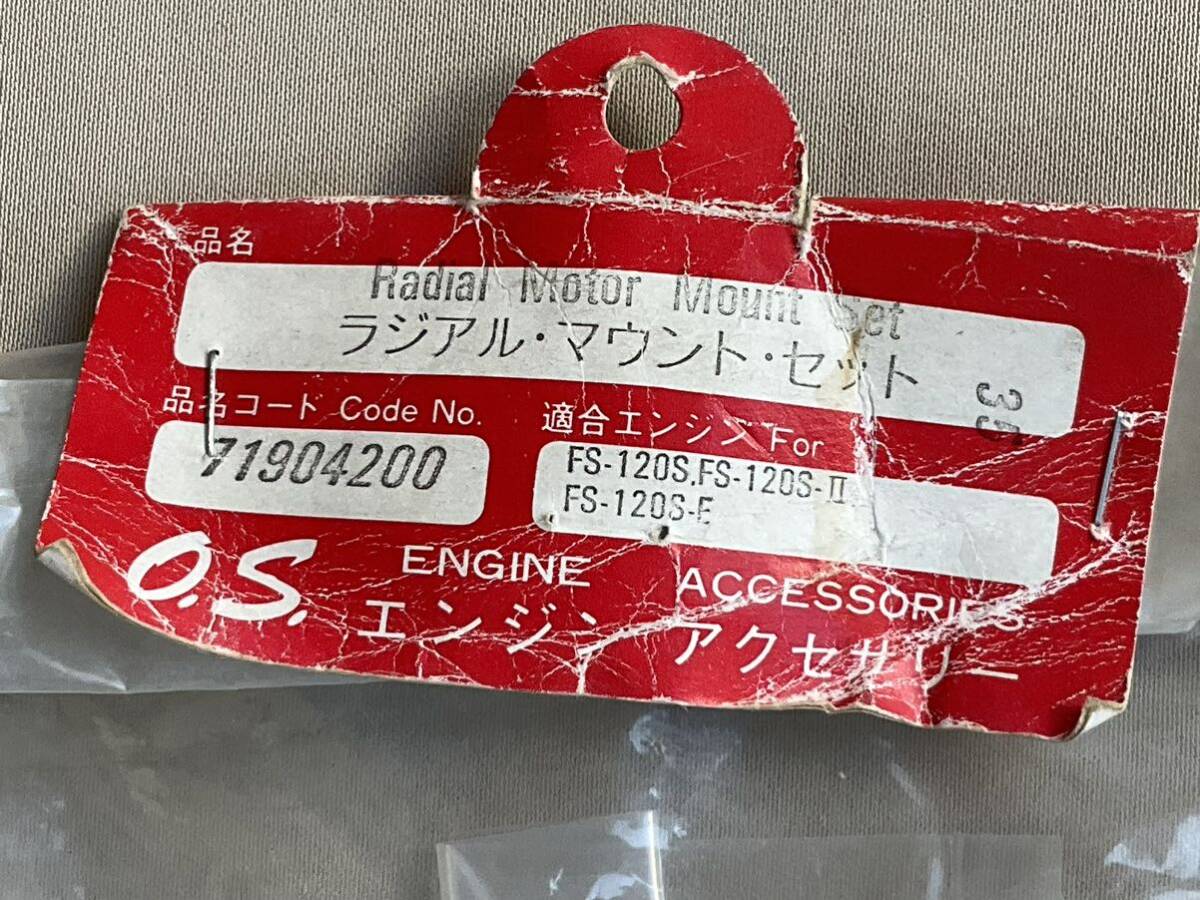 品名
Radial Motor Mount Set
ラジアル・マウント・セット
35
品名コード Code No.
71904200
適合エンジン For
FS-120S.FS-120S-II
FS-120S-E
O.S. ENGINE ACCESSORIES
エンジン アクセサリー